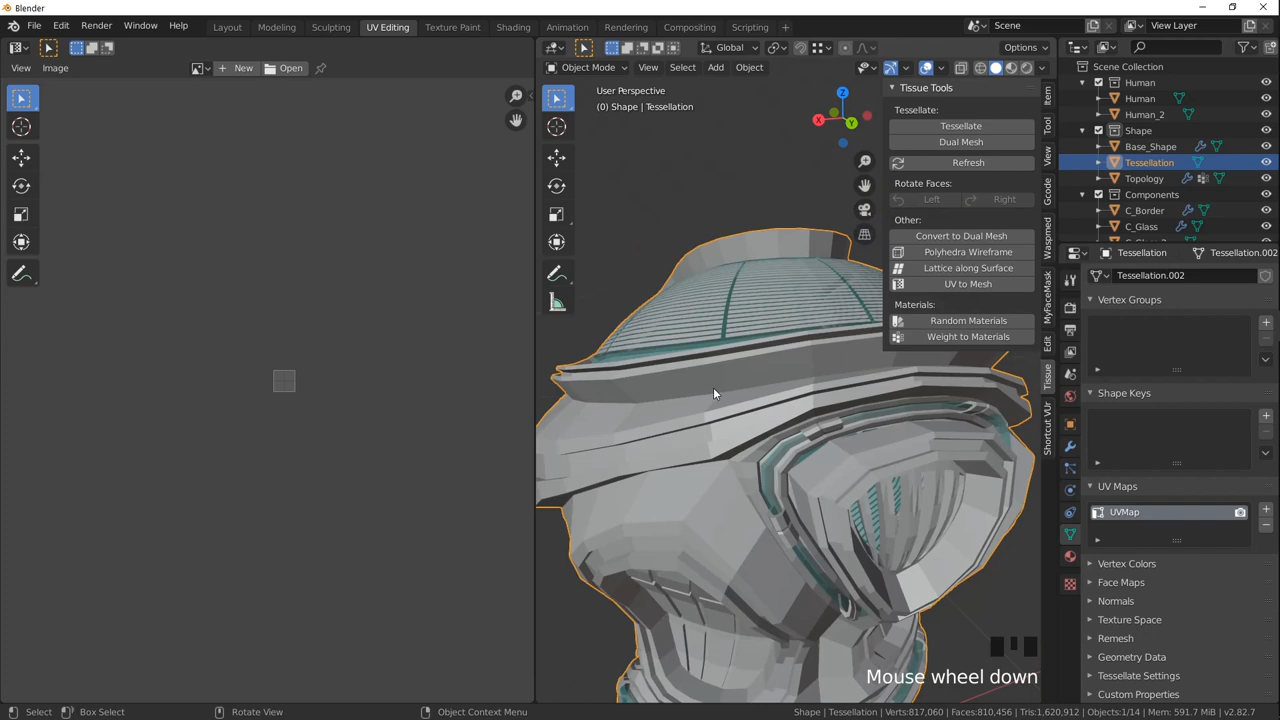 Blender
File Edit Render Window Help
Layout Modeling Sculpting UV Editing Texture Paint Shading Animation Rendering Compositing Scripting +
Scene View Layer
Global Options
View Image New Open
Object Mode View Select Add Object
User Perspective
(0) Shape | Tessellation
Z
X
Y
Tissue Tools
Tessellate:
Tessellate
Dual Mesh
Refresh
Rotate Faces:
Left Right
Other:
Convert to Dual Mesh
Polyhedra Wireframe
Lattice along Surface
UV to Mesh
Materials:
Random Materials
Weight to Materials
Item
Tool
View
Gcode
Waspmed
MyFaceMask
Edit
Tissue
Shortcut VUr
Scene Collection
Human
Human
Human_2
Shape
Base_Shape
Tessellation
Topology
Components
C_Border
C_Glass
Tessellation Tessellation.002
Tessellation.002
Vertex Groups
Shape Keys
UV Maps
UVMap
Vertex Colors
Face Maps
Normals
Texture Space
Remesh
Geometry Data
Tessellate Settings
Custom Properties
Mouse wheel down
Select Box Select Rotate View Object Context Menu
Shape | Tessellation | Verts:817,060 | Faces:810,456 | Tris:1,620,912 | Objects:1/14 | Mem: 591.7 MiB | v2.82.7